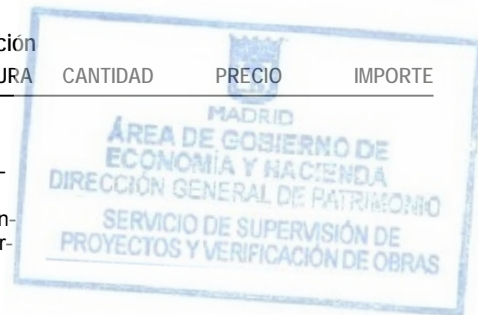 ción
URA CANTIDAD PRECIO IMPORTE
MADRID
ÁREA DE GOBIERNO DE
ECONOMÍA Y HACIENDA
DIRECCIÓN GENERAL DE PATRIMONIO
SERVICIO DE SUPERVISIÓN DE
PROYECTOS Y VERIFICACIÓN DE OBRAS
-
n-
r-